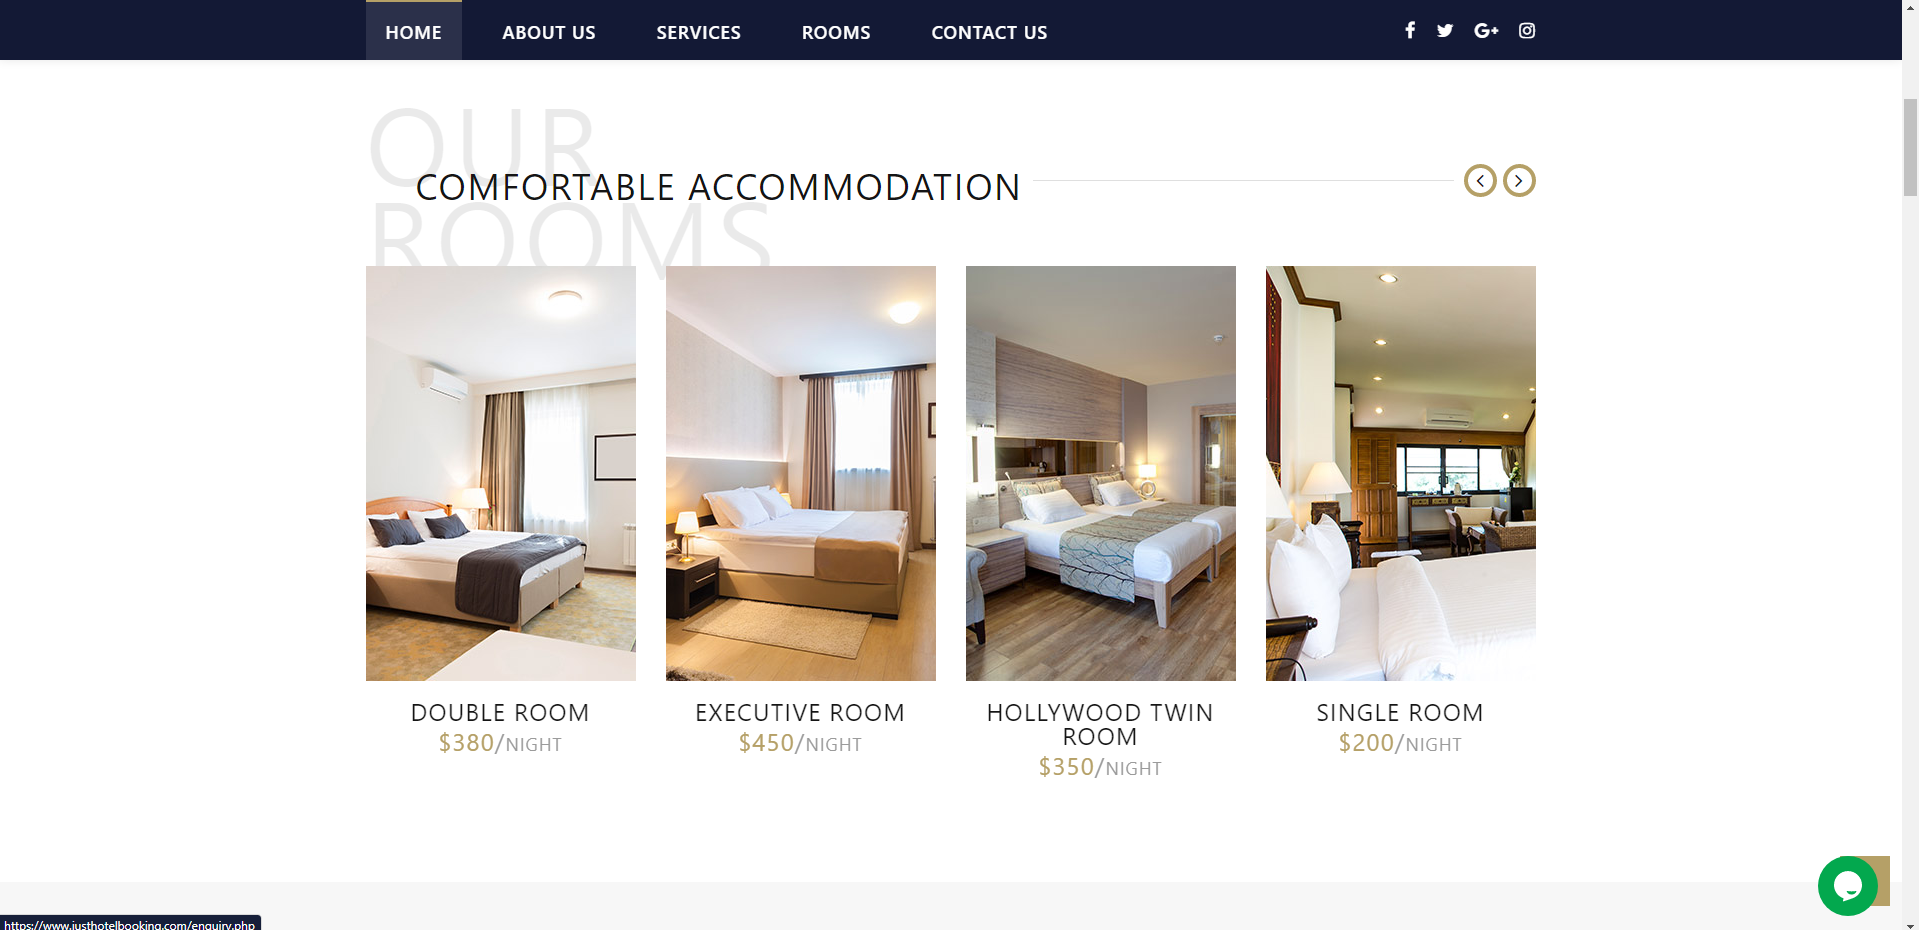 HOME ABOUT US SERVICES ROOMS CONTACT US
OUR
ROOMS
COMFORTABLE ACCOMMODATION
DOUBLE ROOM
$380/NIGHT
EXECUTIVE ROOM
$450/NIGHT
HOLLYWOOD TWIN
ROOM
$350/NIGHT
SINGLE ROOM
$200/NIGHT
https://www.justhotelbooking.com/enquiry.php